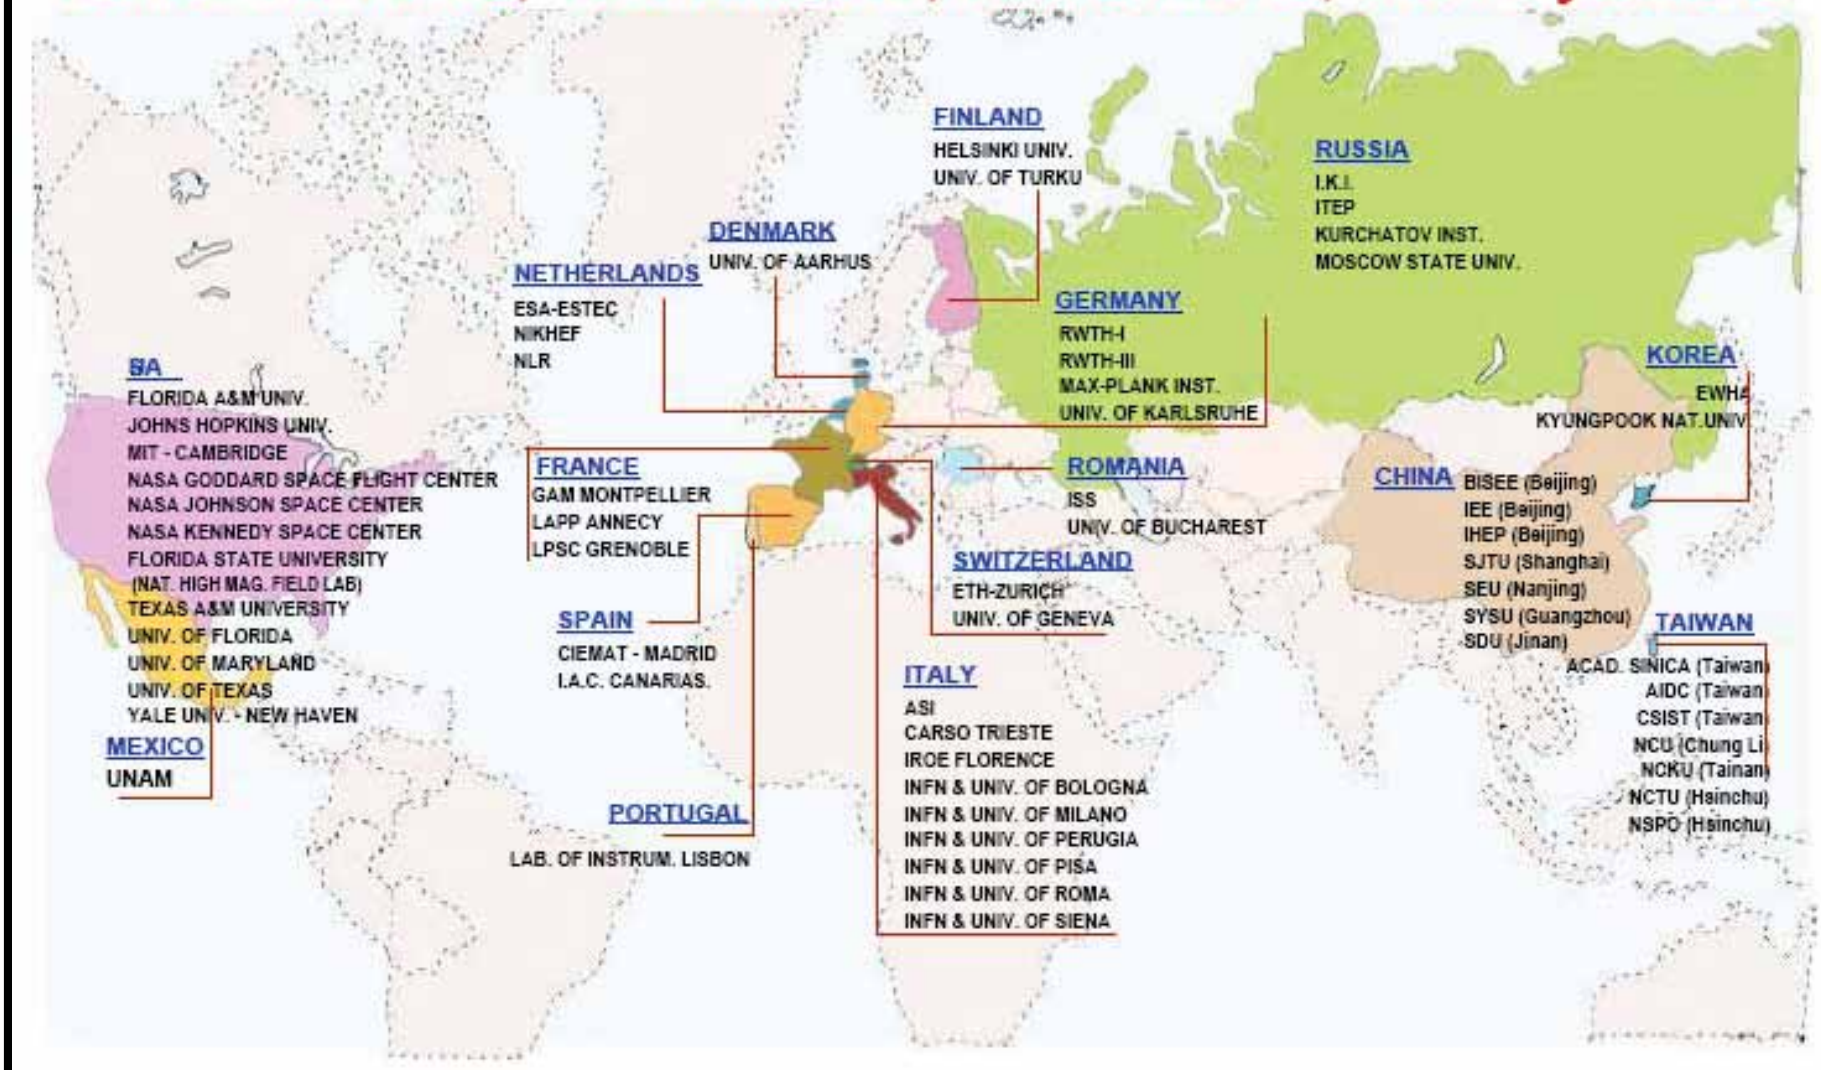 FINLAND
HELSINKI UNIV.
UNIV. OF TURKU
RUSSIA
I.K.I.
ITEP
KURCHATOV INST.
MOSCOW STATE UNIV.
DENMARK
UNIV. OF AARHUS
NETHERLANDS
ESA-ESTEC
NIKHEF
NLR
GERMANY
RWTH-I
RWTH-III
MAX-PLANK INST.
UNIV. OF KARLSRUHE
KOREA
EWHA
KYUNGPOOK NAT.UNIV
FLORIDA A&M UNIV.
JOHNS HOPKINS UNIV.
MIT - CAMBRIDGE
NASA GODDARD SPACE FLIGHT CENTER
NASA JOHNSON SPACE CENTER
NASA KENNEDY SPACE CENTER
FLORIDA STATE UNIVERSITY
(NAT. HIGH MAG. FIELD LAB)
TEXAS A&M UNIVERSITY
UNIV. OF FLORIDA
UNIV. OF MARYLAND
UNIV. OF TEXAS
YALE UNIV. - NEW HAVEN
MEXICO
UNAM
FRANCE
GAM MONTPELLIER
LAPP ANNECY
LPSC GRENOBLE
ROMANIA
ISS
UNIV. OF BUCHAREST
CHINA
BISEE (Beijing)
IEE (Beijing)
IHEP (Beijing)
SJTU (Shanghai)
SEU (Nanjing)
SYSU (Guangzhou)
SDU (Jinan)
SWITZERLAND
ETH-ZURICH
UNIV. OF GENEVA
SPAIN
CIEMAT - MADRID
I.A.C. CANARIAS.
TAIWAN
ACAD. SINICA (Taiwan)
AIDC (Taiwan)
CSIST (Taiwan)
NCU (Chung Li)
NCKU (Tainan)
NCTU (Hsinchu)
NSPO (Hsinchu)
ITALY
ASI
CARSO TRIESTE
IROE FLORENCE
INFN & UNIV. OF BOLOGNA
INFN & UNIV. OF MILANO
INFN & UNIV. OF PERUGIA
INFN & UNIV. OF PISA
INFN & UNIV. OF ROMA
INFN & UNIV. OF SIENA
PORTUGAL
LAB. OF INSTRUM. LISBON